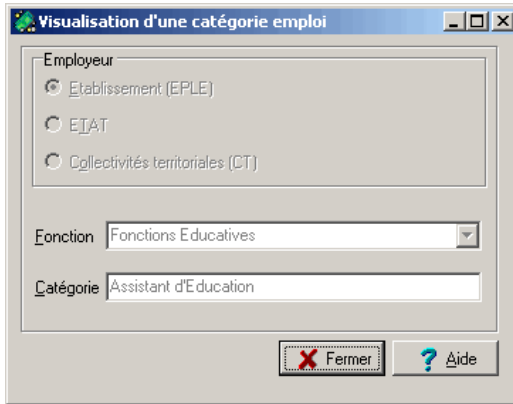 Visualisation d'une catégorie emploi
Employeur
Etablissement (EPLE)
ETAT
Collectivités territoriales (CT)
Fonction Fonctions Educatives
Catégorie Assistant d'Education
Fermer Aide